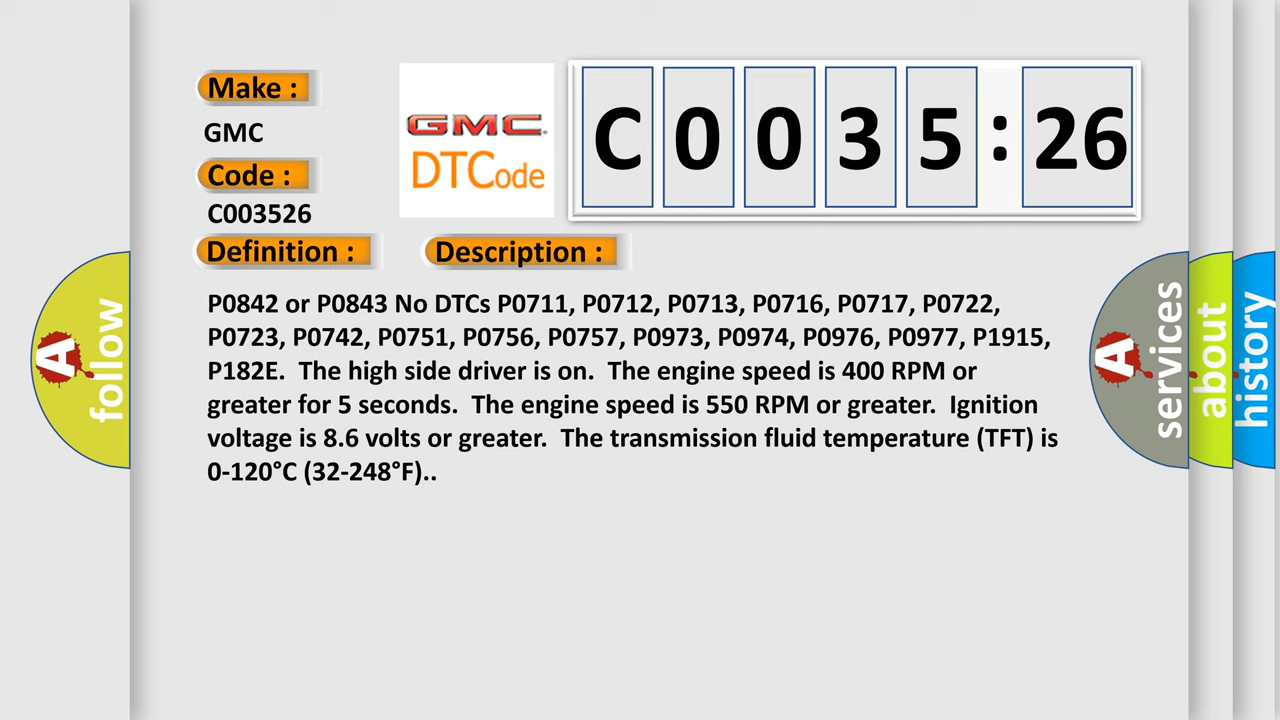 Make :
GMC
Code :
C003526
Definition :
Description :
GMC
DTCode
C0035:26
P0842 or P0843 No DTCs P0711, P0712, P0713, P0716, P0717, P0722,
P0723, P0742, P0751, P0756, P0757, P0973, P0974, P0976, P0977, P1915,
P182E  The high side driver is on.  The engine speed is 400 RPM or
greater for 5 seconds.  The engine speed is 550 RPM or greater.  Ignition
voltage is 8.6 volts or greater.  The transmission fluid temperature (TFT) is
0-120°C (32-248°F)..
A
follow
A
services
about
history